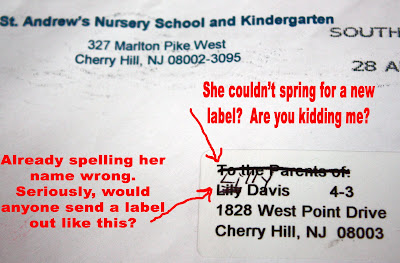 St. Andrew's Nursery School and Kindergarten
327 Marlton Pike West
Cherry Hill, NJ 08002-3095
SOUTH
28 A
She couldn't spring for a new
label? Are you kidding me?
Already spelling her
name wrong.
Seriously, would
anyone send a label
out like this?
To the Parents of:
Lilly Davis 4-3
1828 West Point Drive
Cherry Hill, NJ 08003